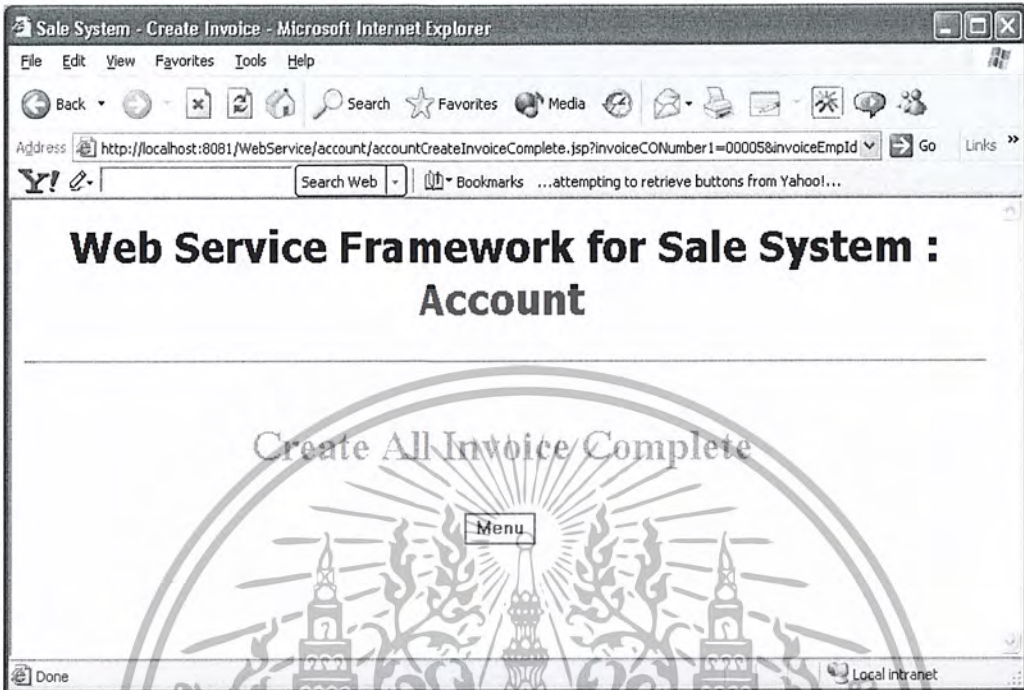 Sale System - Create Invoice - Microsoft Internet Explorer
File Edit View Favorites Tools Help
Back Search Favorites Media
Address http://localhost:8081/WebService/account/accountCreateInvoiceComplete.jsp?invoiceCONumber1=00005&invoiceEmpId Go Links »
Y! Search Web Bookmarks ...attempting to retrieve buttons from Yahoo!...
Web Service Framework for Sale System :
Account
Create All Invoice Complete
Menu
Done Local intranet